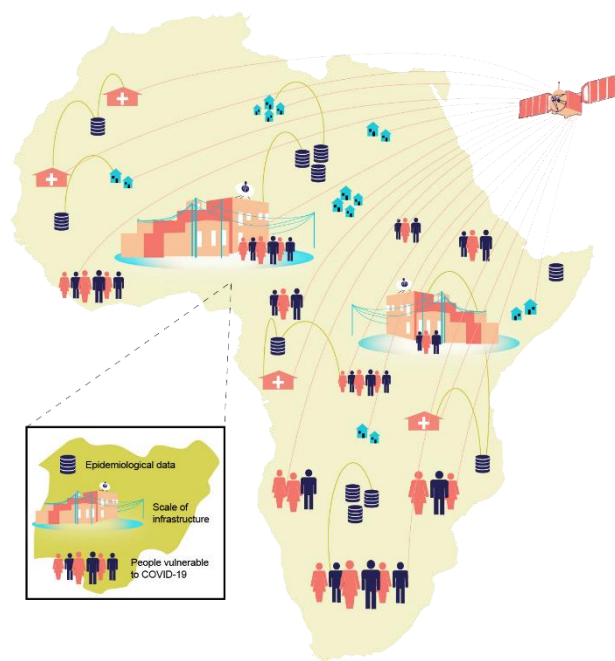 Epidemiological data
Scale of
infrastructure
People vulnerable
to COVID-19